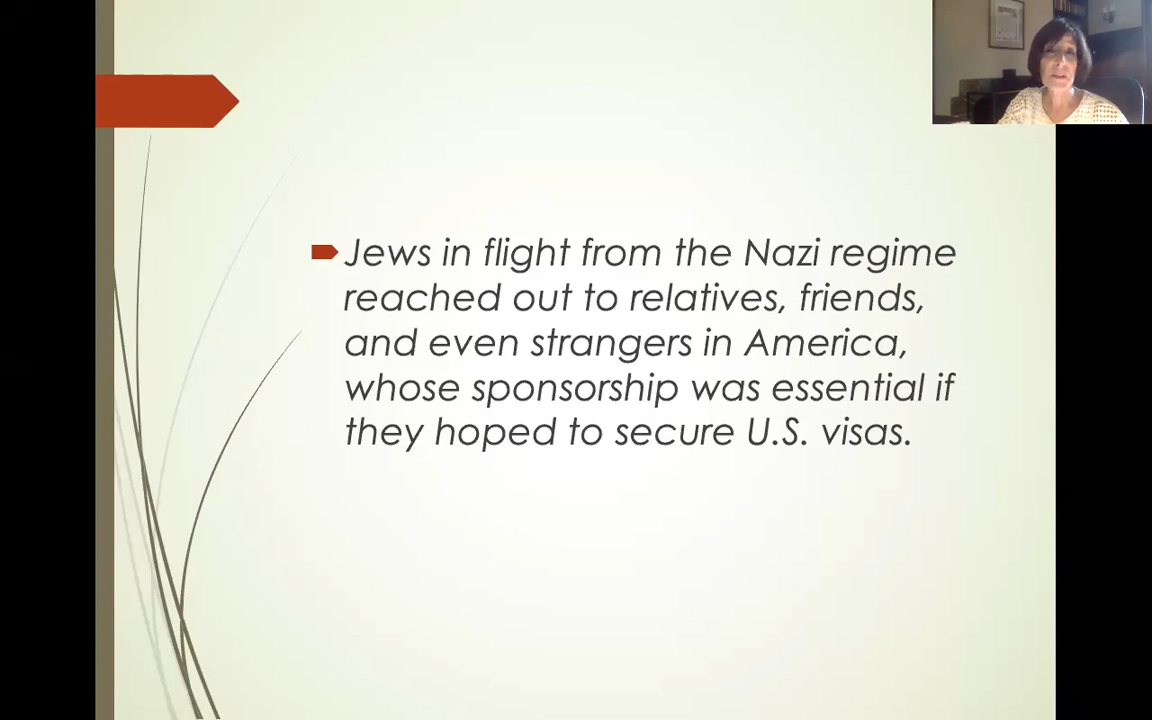 Jews in flight from the Nazi regime
reached out to relatives, friends,
and even strangers in America,
whose sponsorship was essential if
they hoped to secure U.S. visas.